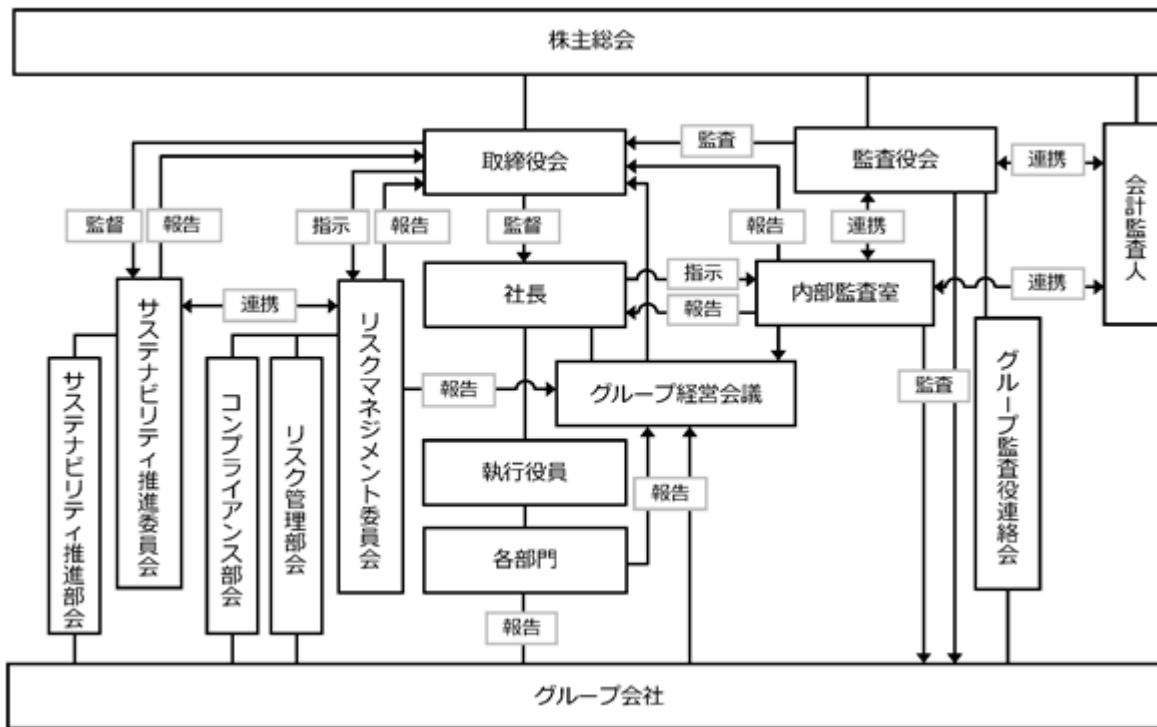 株主総会
取締役会
監査
監査役会
連携
会計監査人
監督
報告
指示
報告
監督
報告
連携
社長
指示
報告
内部監査室
連携
サステナビリティ推進委員会
連携
リスクマネジメント委員会
サステナビリティ推進部会
コンプライアンス部会
リスク管理部会
報告
グループ経営会議
監査
グループ監査役連絡会
執行役員
報告
各部門
報告
グループ会社